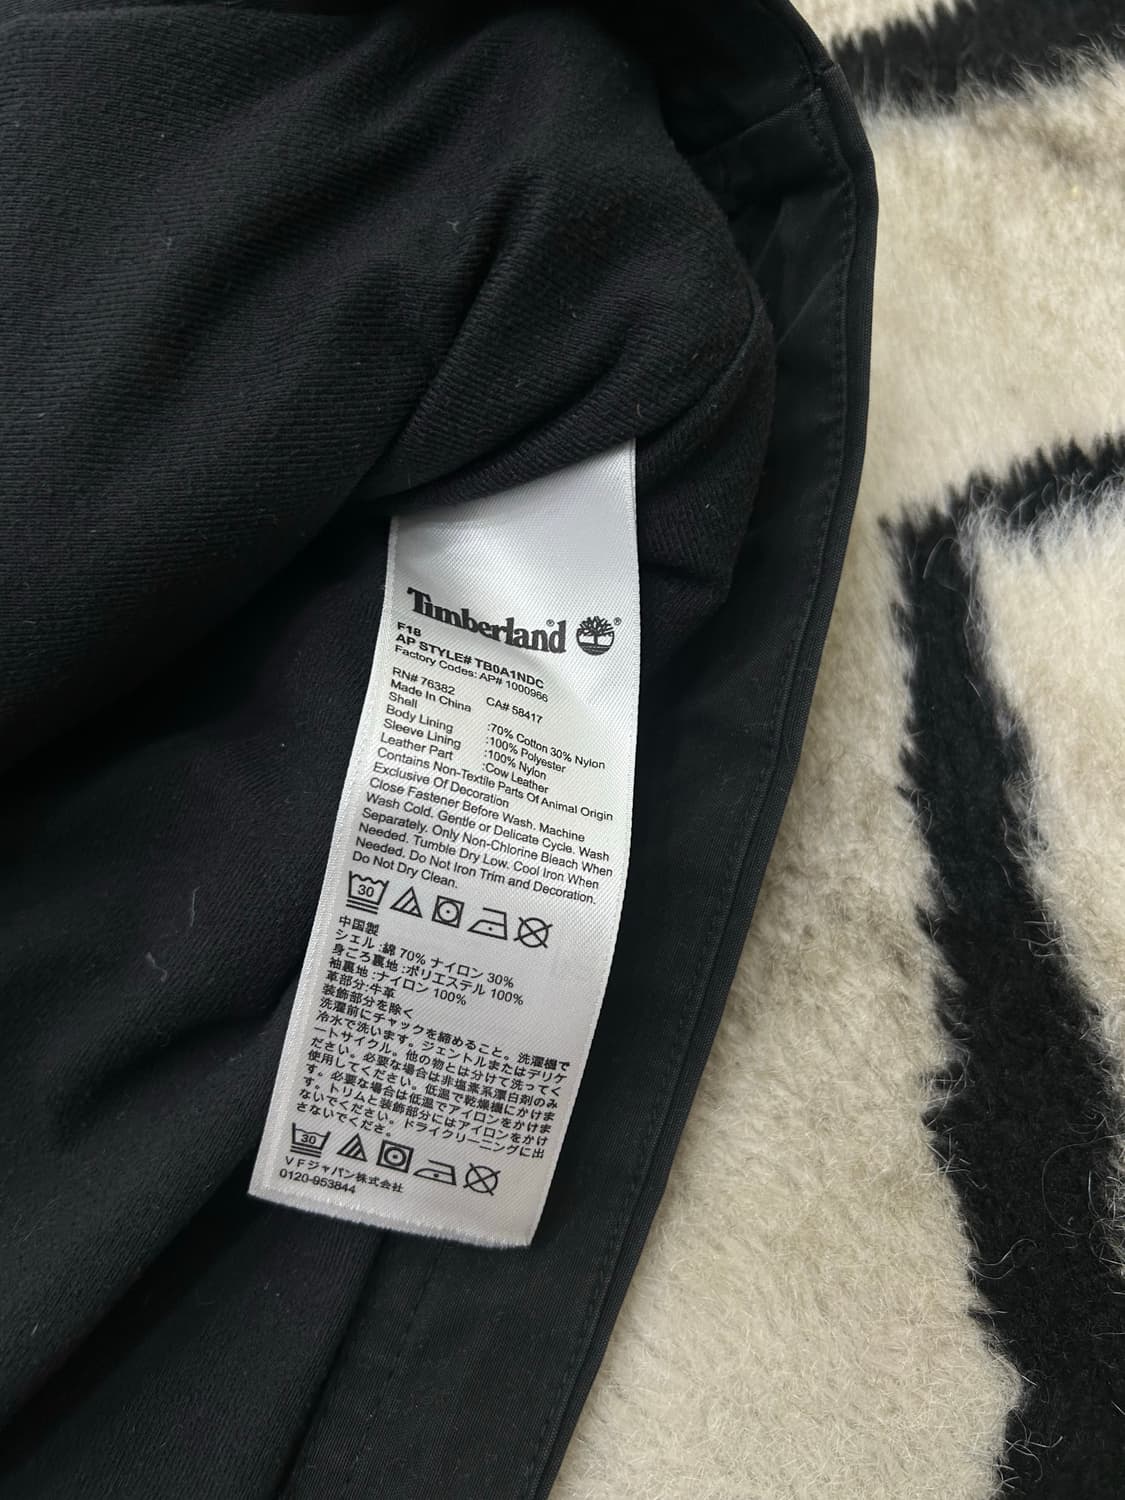 Timberland®
F18
AP STYLE# TB0A1NDC
Factory Codes: AP# 1000966
RN# 76382 CA# 58417
Made In China
Shell :70% Cotton 30% Nylon
Body Lining :100% Polyester
Sleeve Lining :100% Nylon
Leather Part :Cow Leather
Contains Non-Textile Parts Of Animal Origin
Exclusive Of Decoration
Close Fastener Before Wash. Machine
Wash Cold. Gentle or Delicate Cycle. Wash
Separately. Only Non-Chlorine Bleach When
Needed. Tumble Dry Low. Cool Iron When
Needed. Do Not Iron Trim and Decoration.
Do Not Dry Clean.
30
中国製
シェル :綿 70% ナイロン 30%
身ごろ裏地 :ポリエステル 100%
袖裏地 :ナイロン 100%
革部分:牛革
装飾部分を除く
洗濯前にチャックを締めること。洗濯機で
冷水で洗います。ジェントルまたはデリケ
ートサイクル。他の物とは分けて洗ってく
ださい。必要な場合は非塩素系漂白剤のみ
使用してください。低温で乾燥機にかけま
す。必要な場合は低温でアイロンをかけま
す。トリムと装飾部分にはアイロンをかけ
ないでください。ドライクリーニングに出
さないでくださ。
30
VFジャパン株式会社
0120-953844